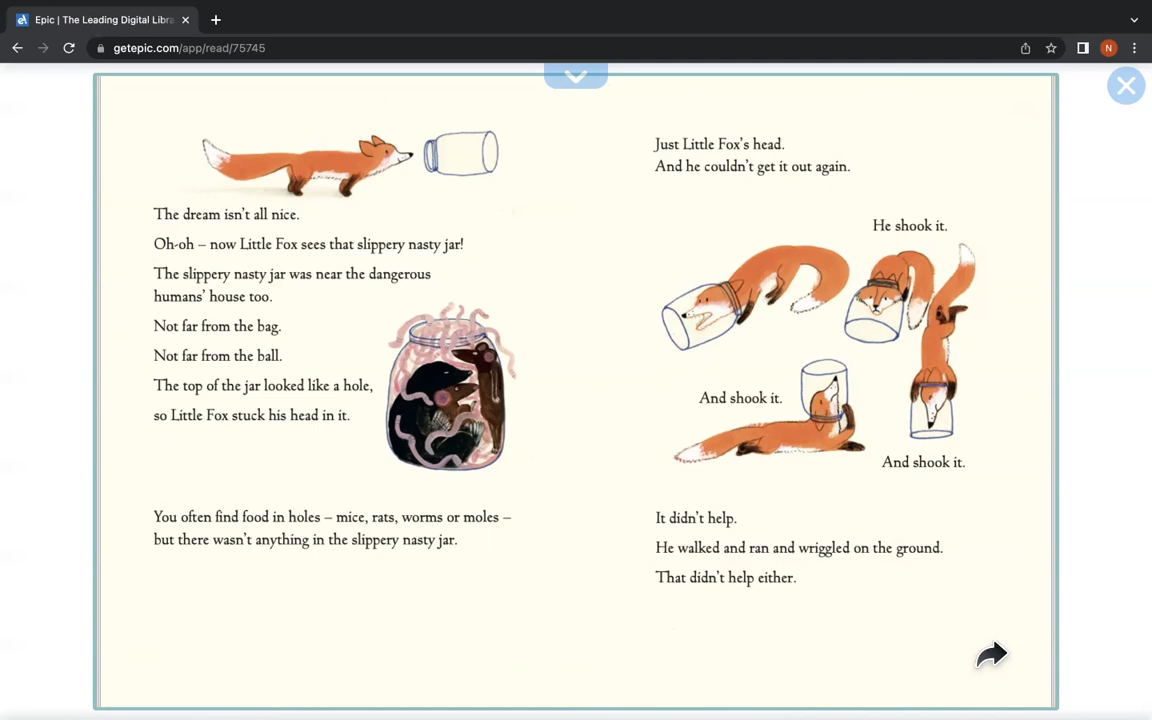 Epic | The Leading Digital Libra
getepic.com/app/read/75745
N
The dream isn't all nice.
Oh-oh – now Little Fox sees that slippery nasty jar!
The slippery nasty jar was near the dangerous
humans' house too.
Not far from the bag.
Not far from the ball.
The top of the jar looked like a hole,
so Little Fox stuck his head in it.
You often find food in holes – mice, rats, worms or moles –
but there wasn't anything in the slippery nasty jar.
Just Little Fox's head.
And he couldn't get it out again.
He shook it.
And shook it.
And shook it.
It didn't help.
He walked and ran and wriggled on the ground.
That didn't help either.